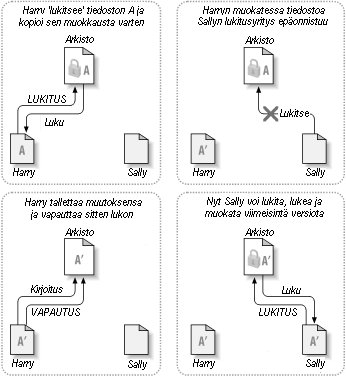 Harry 'lukitsee' tiedoston A ja
kopioi sen muokkausta varten
Arkisto
A
LUKITUS
Luku
A
Harry
Sally
Harryn muokatessa tiedostoa
Sallyn lukitusyritys epäonnistuu
Arkisto
A
Lukitse
A'
Harry
Sally
Harry tallettaa muutoksensa
ja vapauttaa sitten lukon
Arkisto
A'
Kirjoitus
VAPAUTUS
A'
Harry
Sally
Nyt Sally voi lukita, lukea ja
muokata viimeisintä versiota
Arkisto
A'
Luku
LUKITUS
A'
A'
Harry
Sally